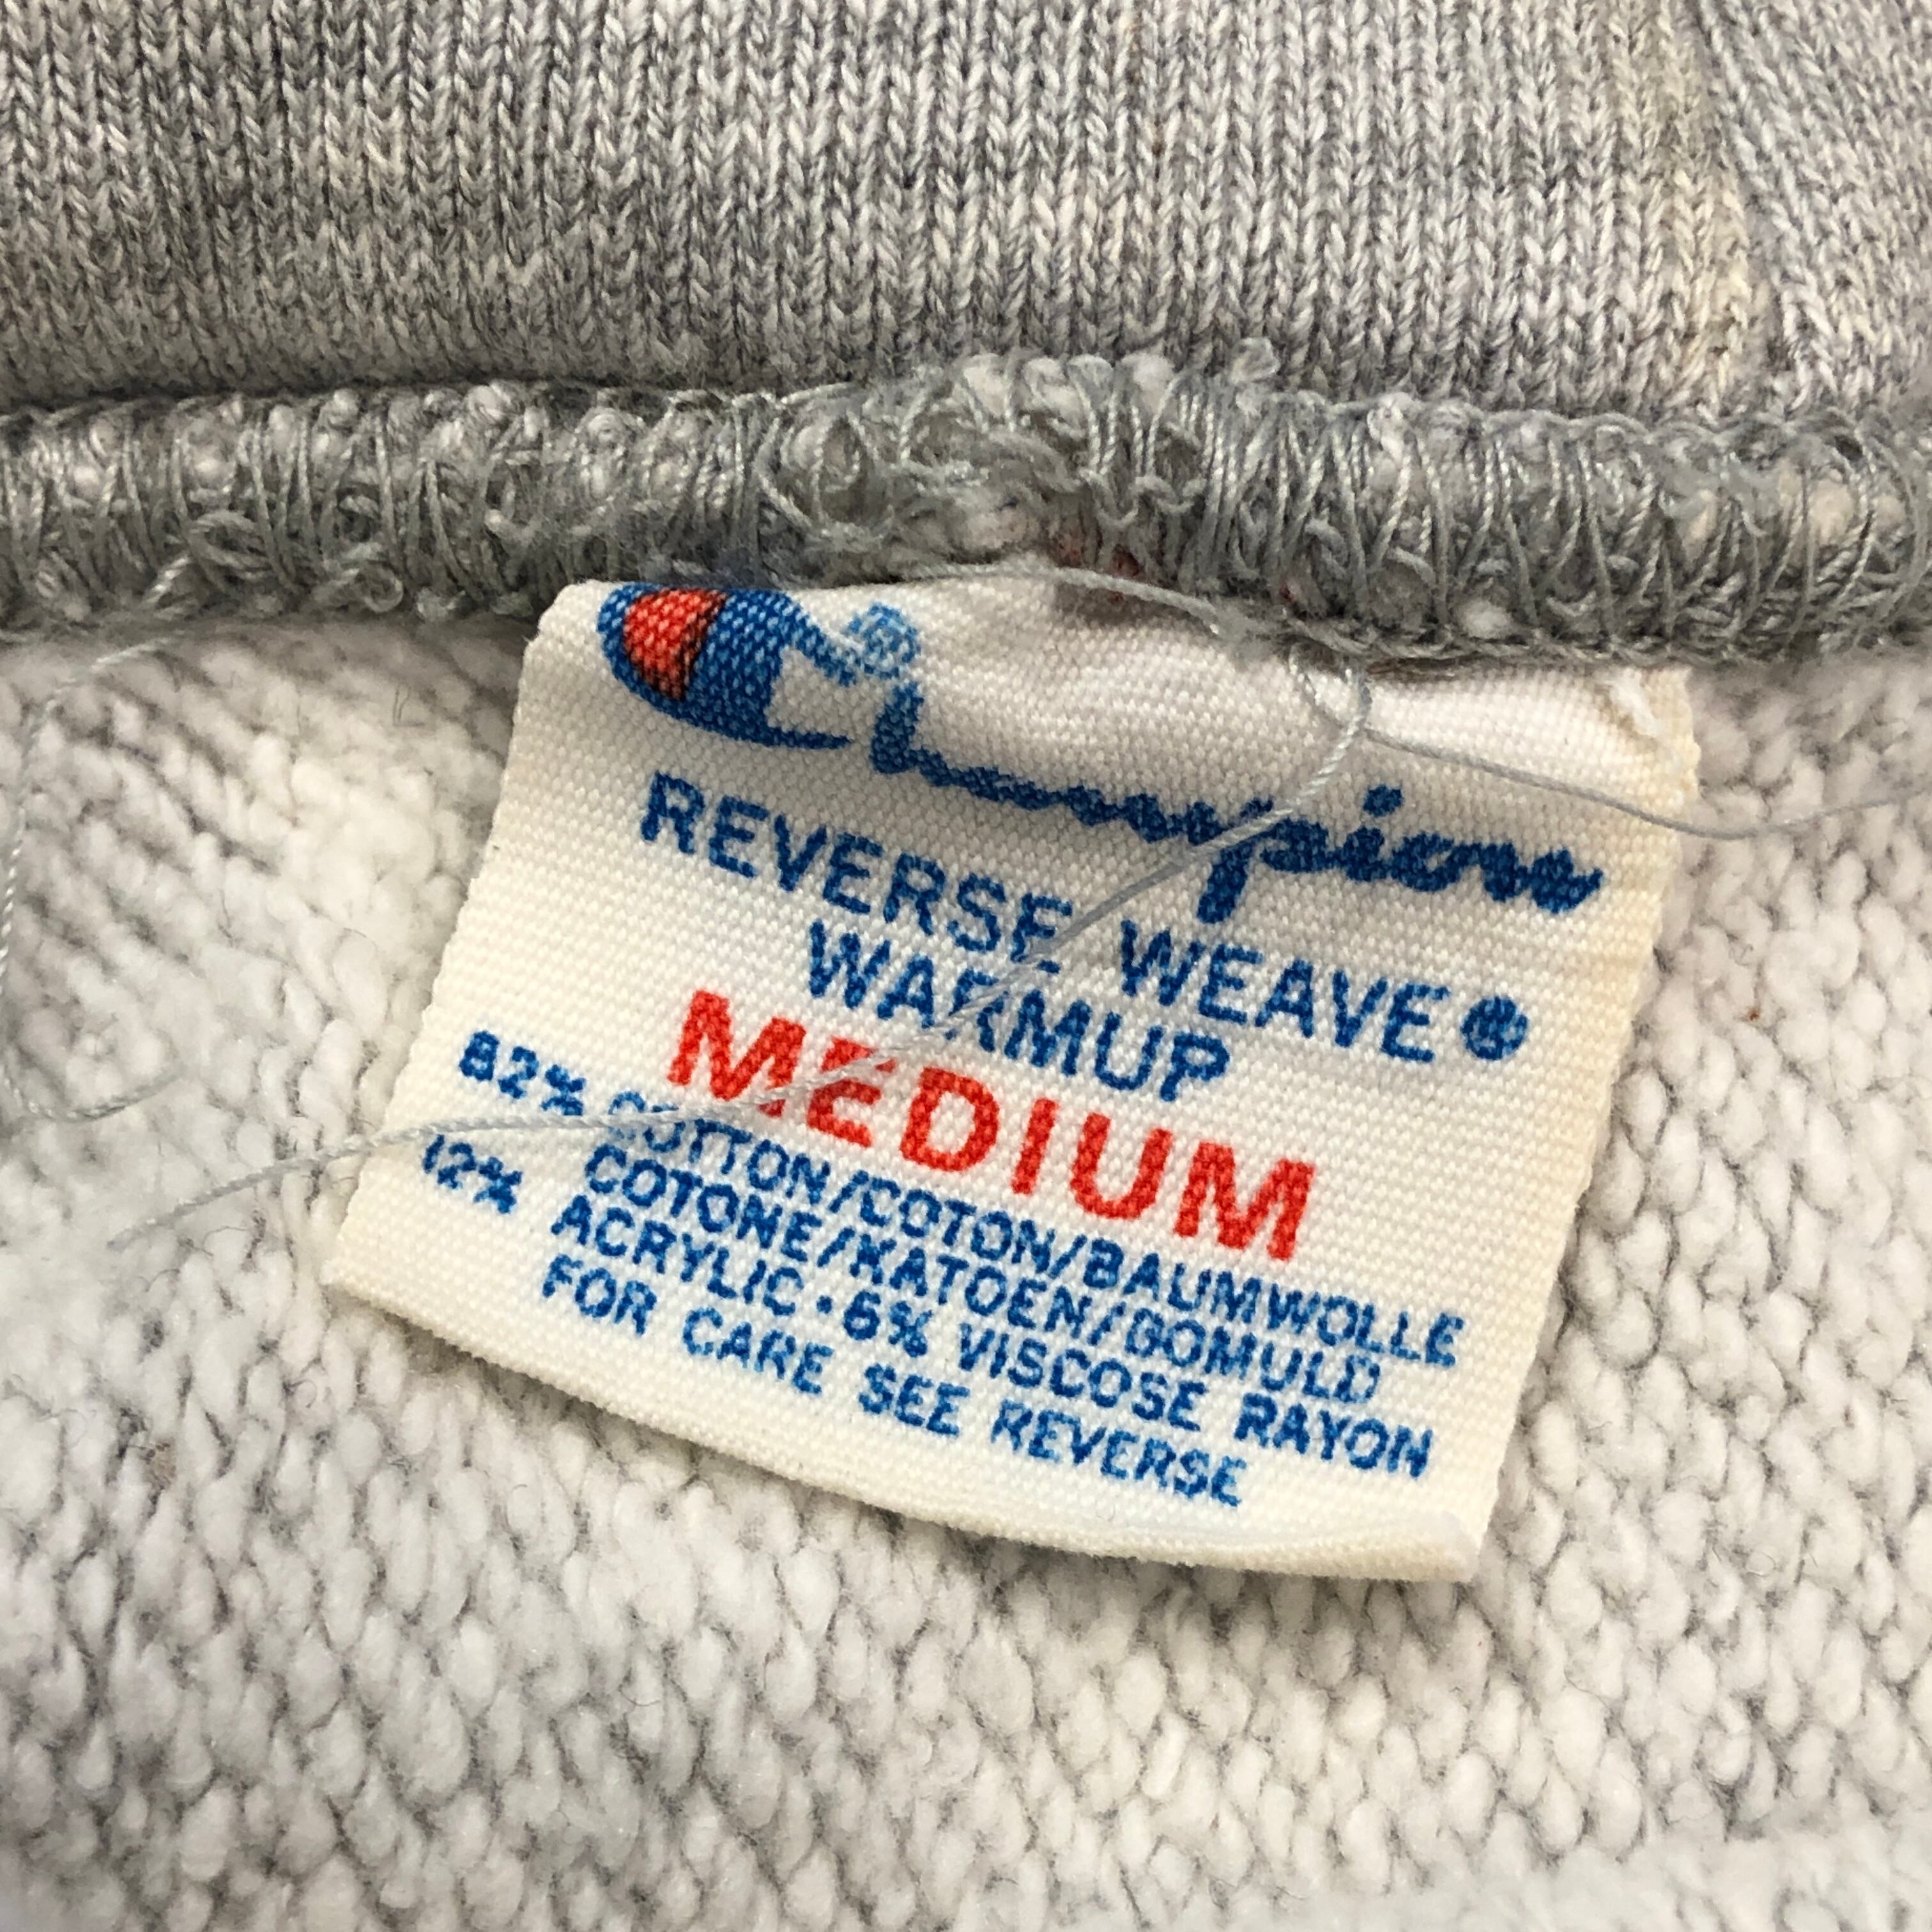 Champion®
REVERSE WEAVE®
WARMUP
MEDIUM
82% COTTON/COTON/BAUMWOLLE
COTONE/KATOEN/BOMULD
12% ACRYLIC · 6% VISCOSE RAYON
FOR CARE SEE REVERSE